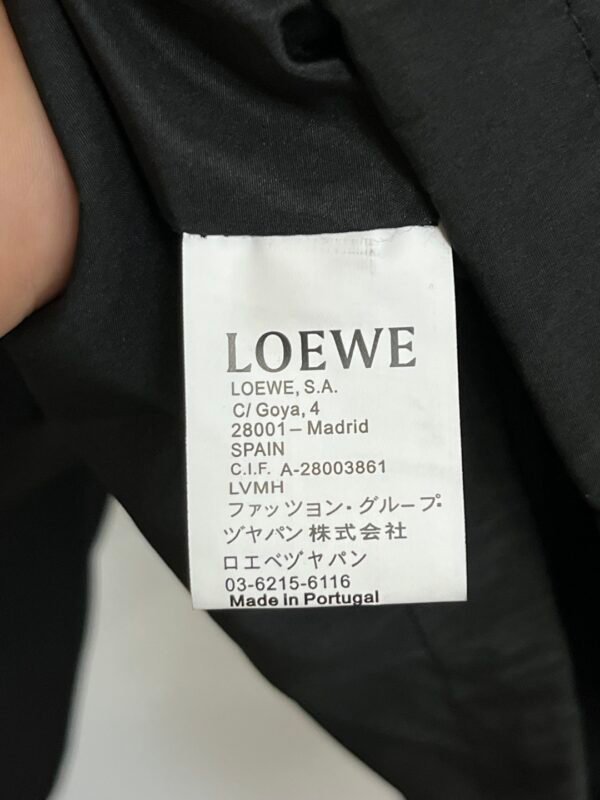 LOEWE
LOEWE, S.A.
C/ Goya, 4
28001 – Madrid
SPAIN
C.I.F. A-28003861
LVMH
ファッツョン・グループ・
ヅヤパン 株式会社
ロエベヅヤパン
03-6215-6116
Made in Portugal